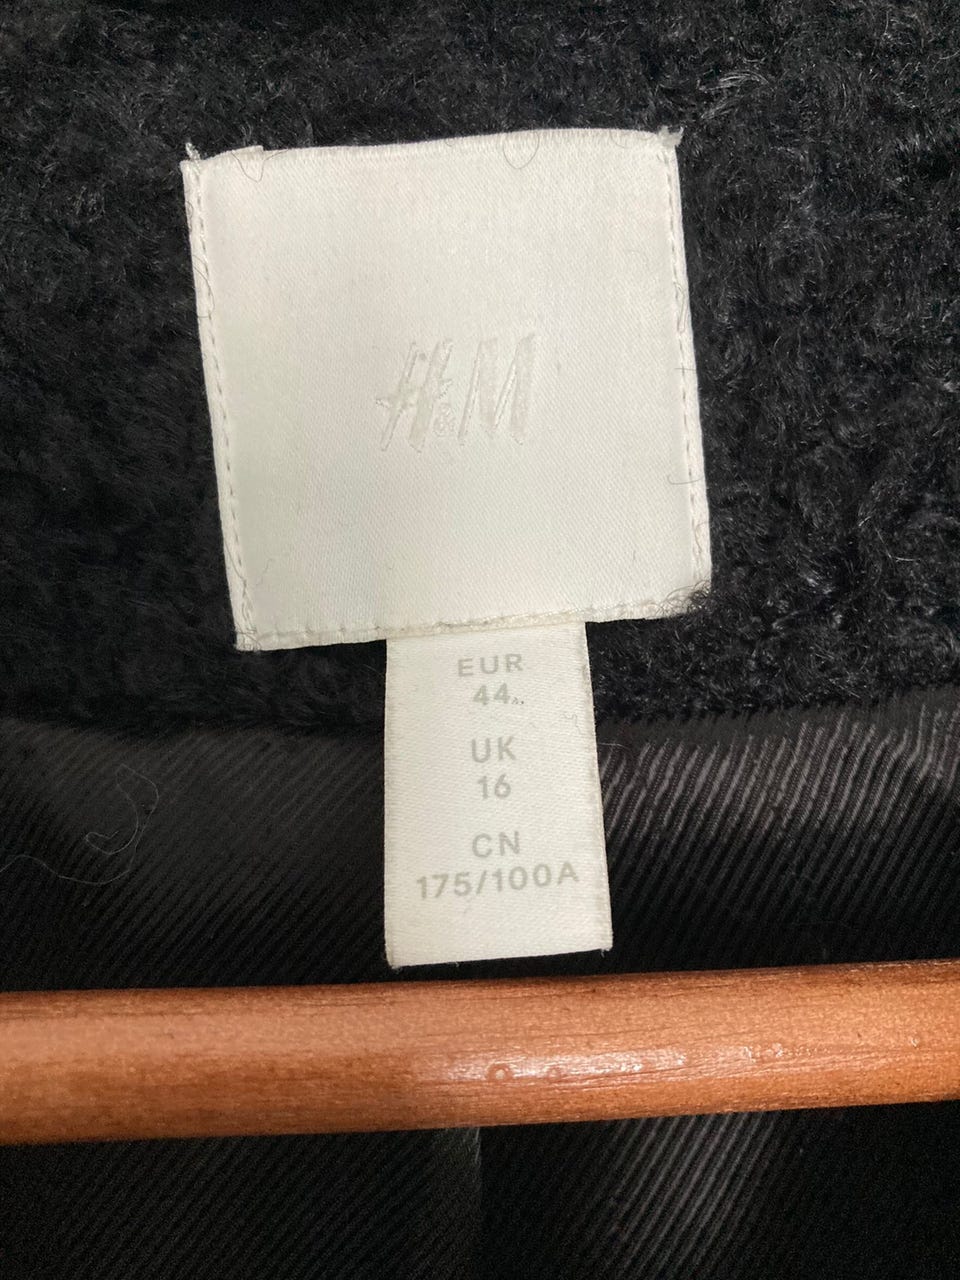 H&M
EUR
44
UK
16
CN
175/100A